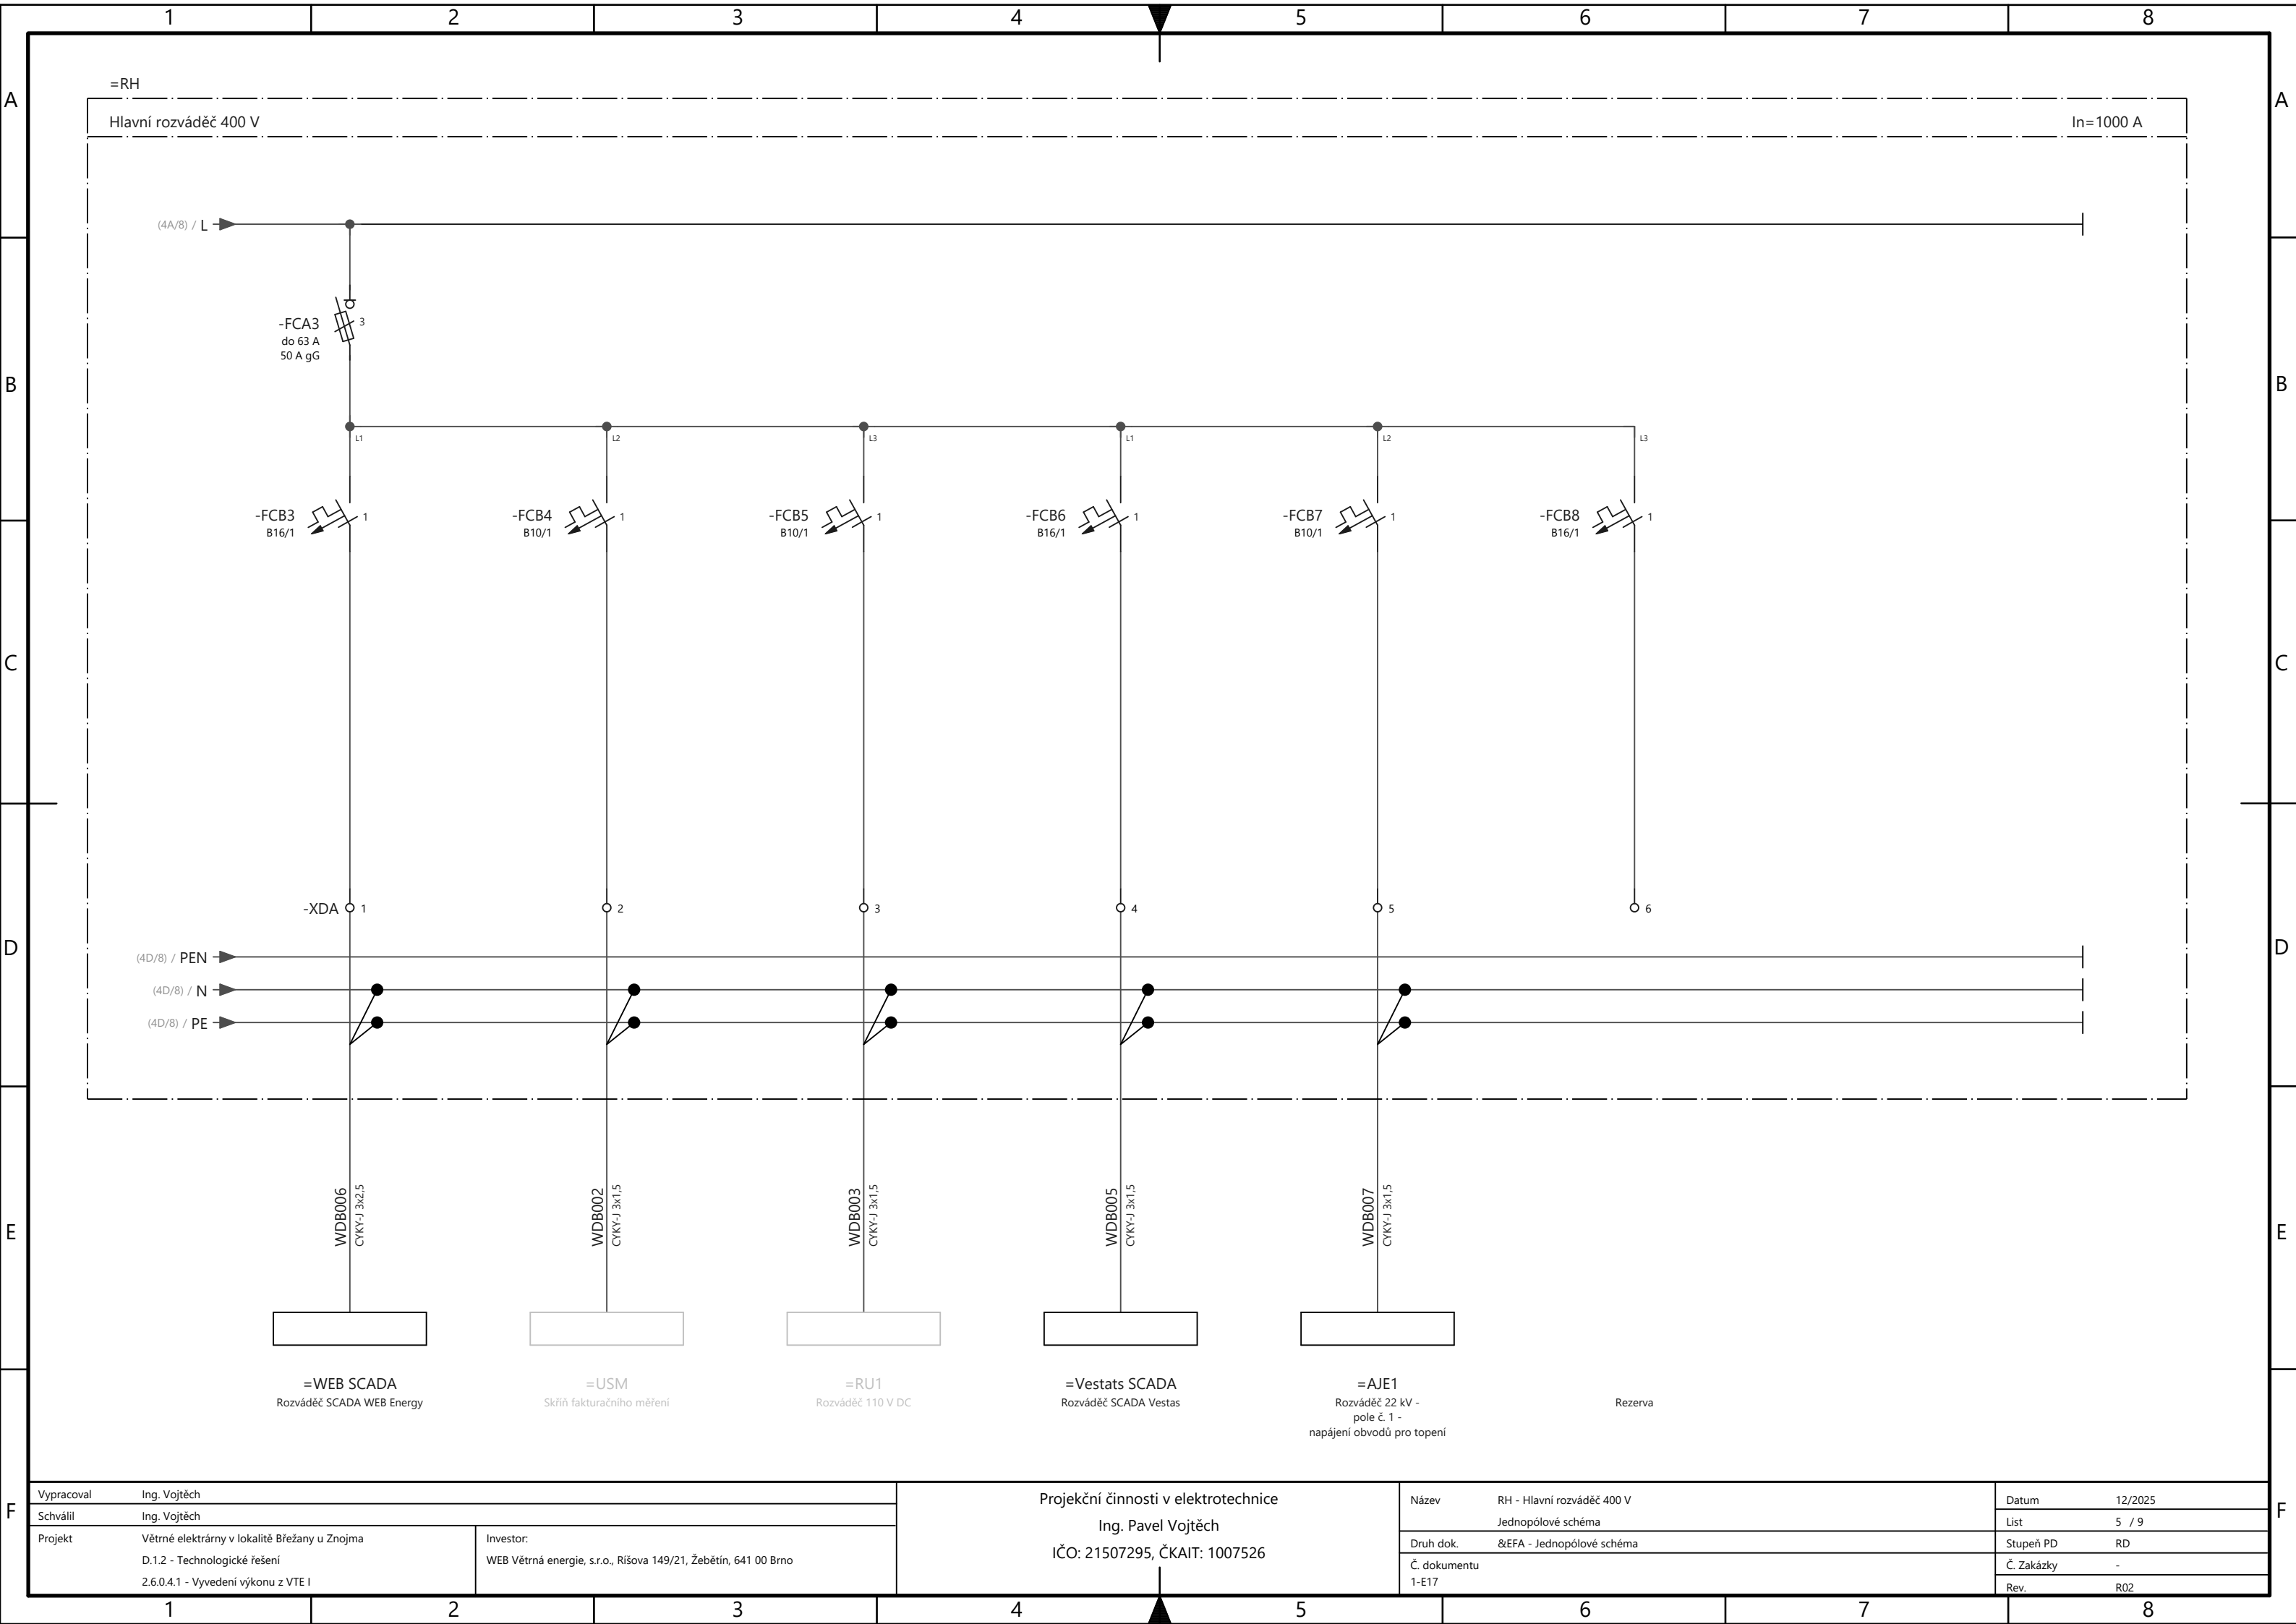 1 2 3 4 5 6 7 8
A A
=RH
Hlavní rozváděč 400 V In=1000 A
(4A/8) / L
-FCA3 3
do 63 A
50 A gG
B B
L1 L2 L3 L1 L2 L3
-FCB3 1 -FCB4 1 -FCB5 1 -FCB6 1 -FCB7 1 -FCB8 1
B16/1 B10/1 B10/1 B16/1 B10/1 B16/1
C C
-XDA 1 2 3 4 5 6
D D
(4D/8) / PEN
(4D/8) / N
(4D/8) / PE
WDB006 WDB002 WDB003 WDB005 WDB007
CYKY-J 3x2,5 CYKY-J 3x1,5 CYKY-J 3x1,5 CYKY-J 3x1,5 CYKY-J 3x1,5
E E
=WEB SCADA =USM =RU1 =Vestats SCADA =AJE1
Rozváděč SCADA WEB Energy Skříň fakturačního měření Rozváděč 110 V DC Rozváděč SCADA Vestas Rozváděč 22 kV - Rezerva
pole č. 1 -
napájení obvodů pro topení
F F
Vypracoval Ing. Vojtěch
Schválil Ing. Vojtěch
Projekt Větrné elektrárny v lokalitě Břežany u Znojma
D.1.2 - Technologické řešení
2.6.0.4.1 - Vyvedení výkonu z VTE I
Investor:
WEB Větrná energie, s.r.o., Ríšova 149/21, Žebětín, 641 00 Brno
Projekční činnosti v elektrotechnice
Ing. Pavel Vojtěch
IČO: 21507295, ČKAIT: 1007526
Název RH - Hlavní rozváděč 400 V
Jednopólové schéma
Druh dok. &EFA - Jednopólové schéma
Č. dokumentu
1-E17
Datum 12/2025
List 5 / 9
Stupeň PD RD
Č. Zakázky -
Rev. R02
1 2 3 4 5 6 7 8